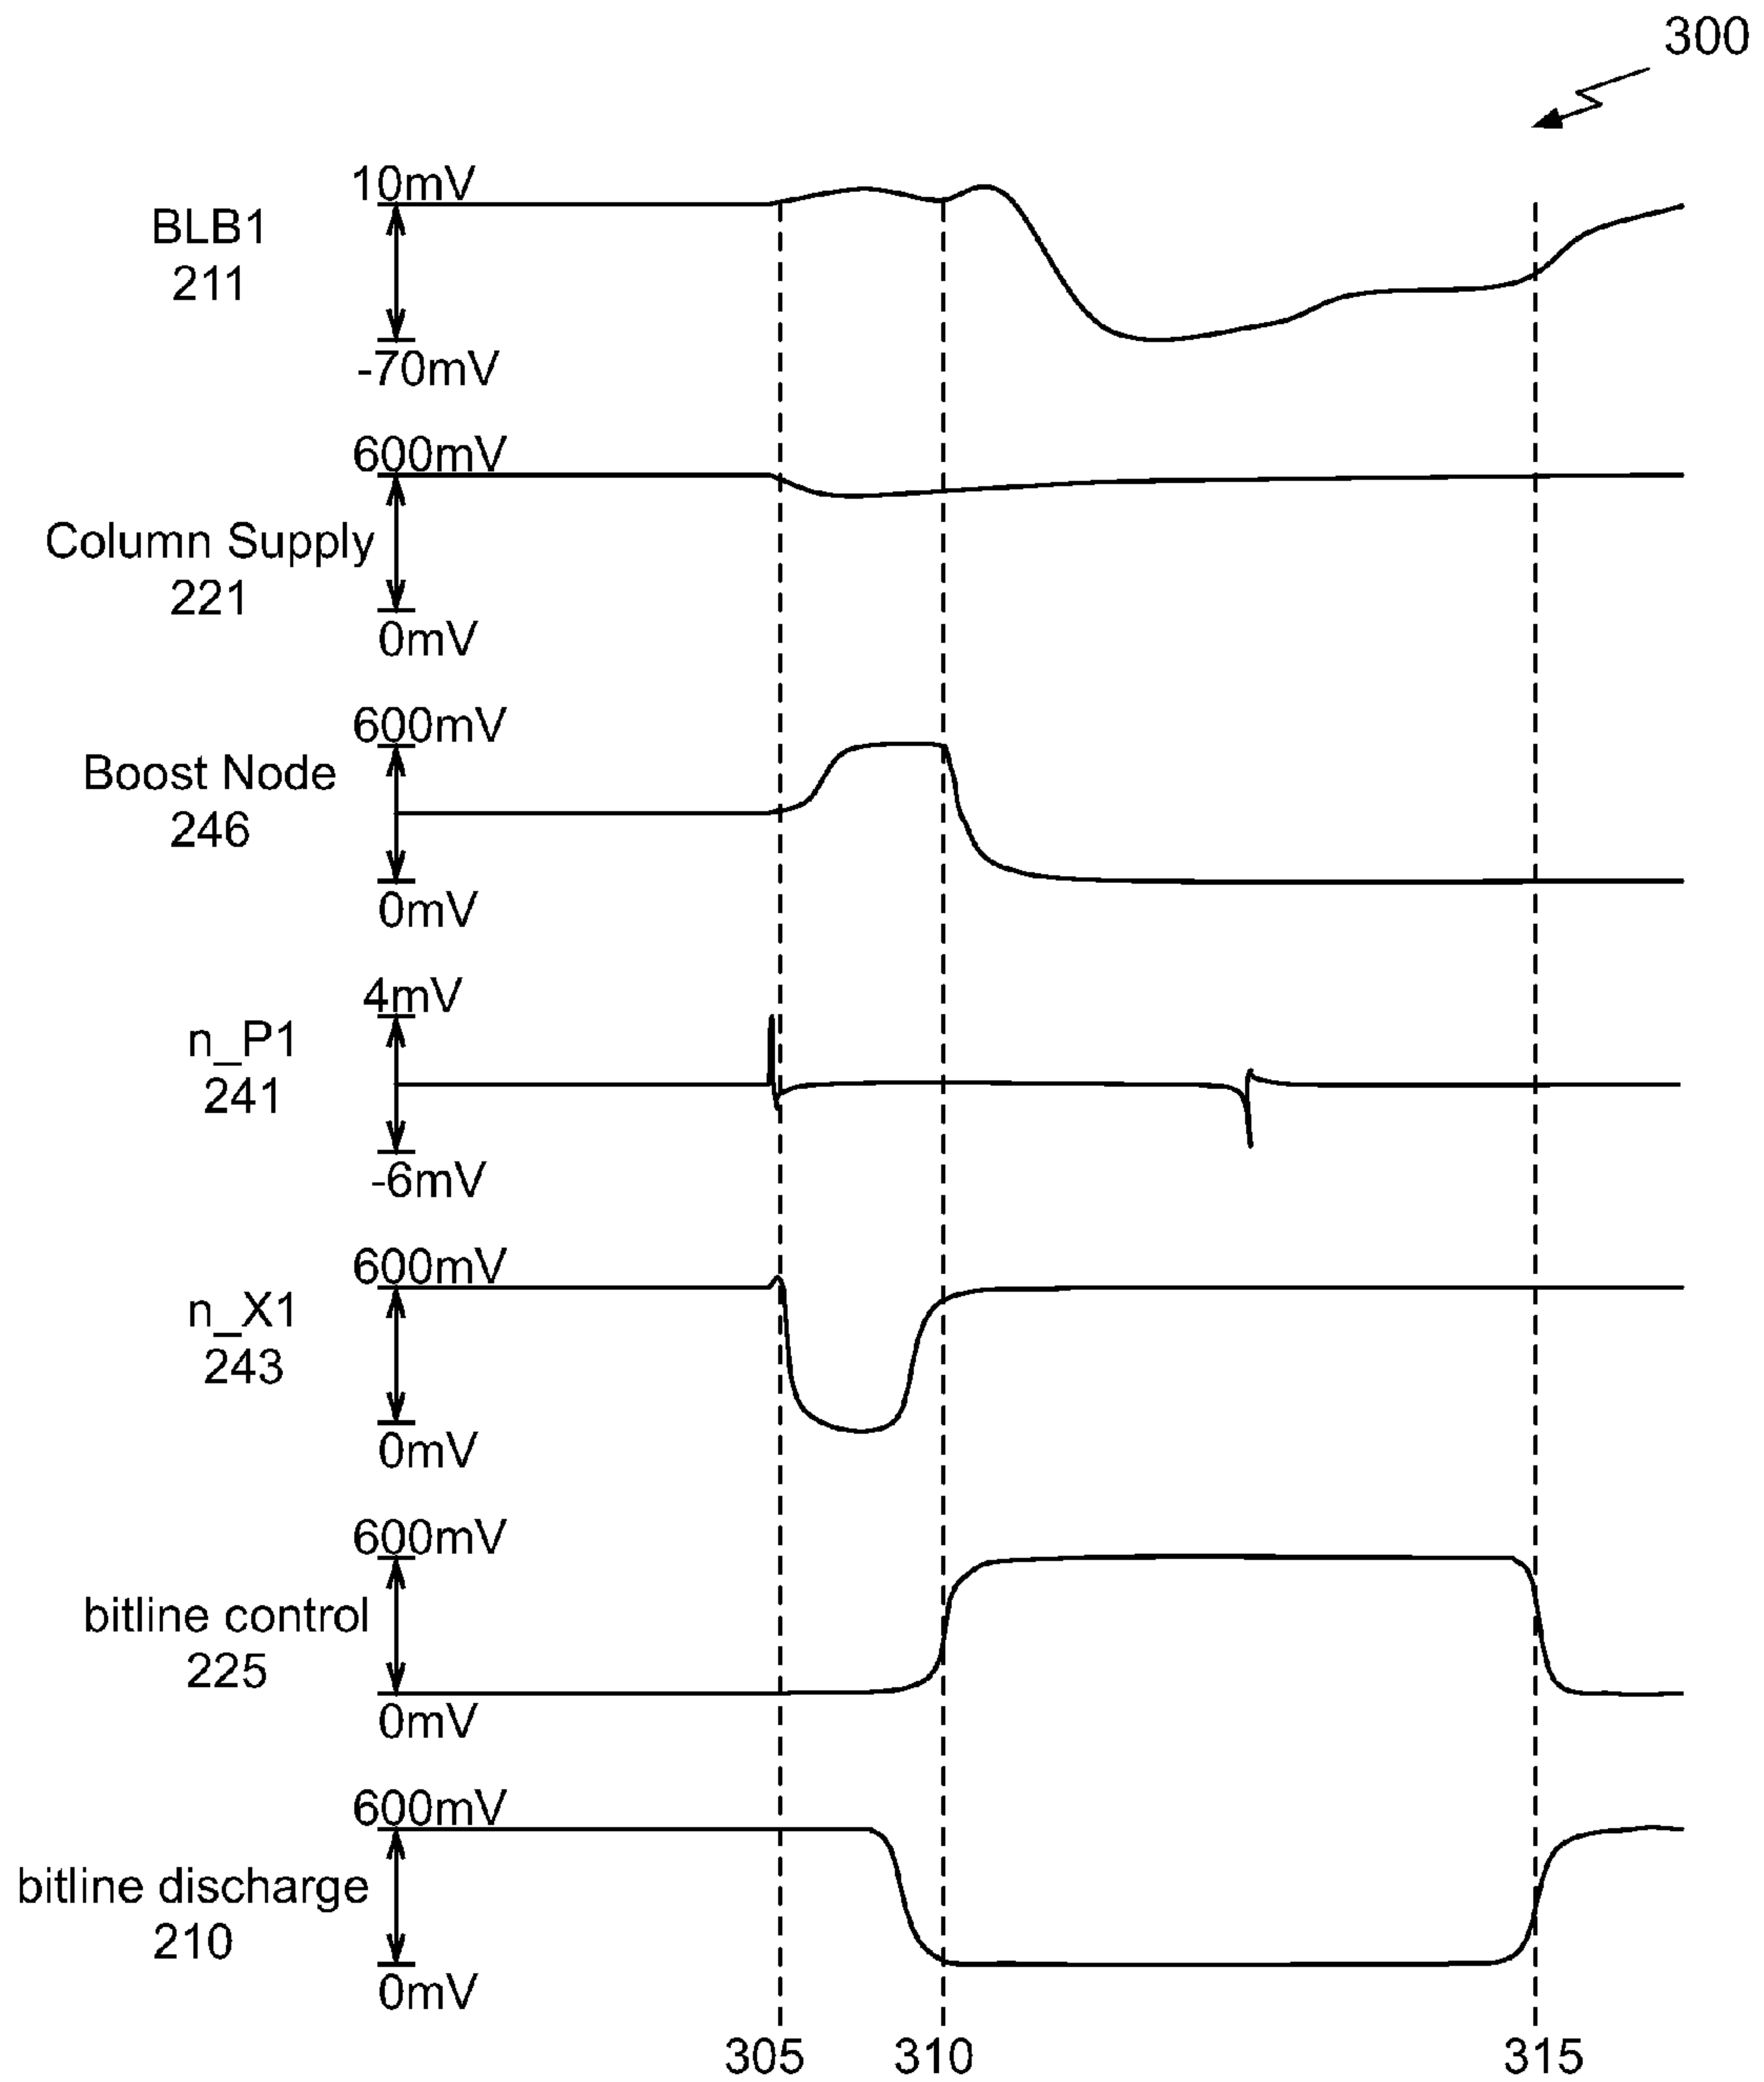 300
10mV
BLB1
211
-70mV
600mV
Column Supply
221
0mV
600mV
Boost Node
246
0mV
4mV
n_P1
241
-6mV
600mV
n_X1
243
0mV
600mV
bitline control
225
0mV
600mV
bitline discharge
210
0mV
305 310 315